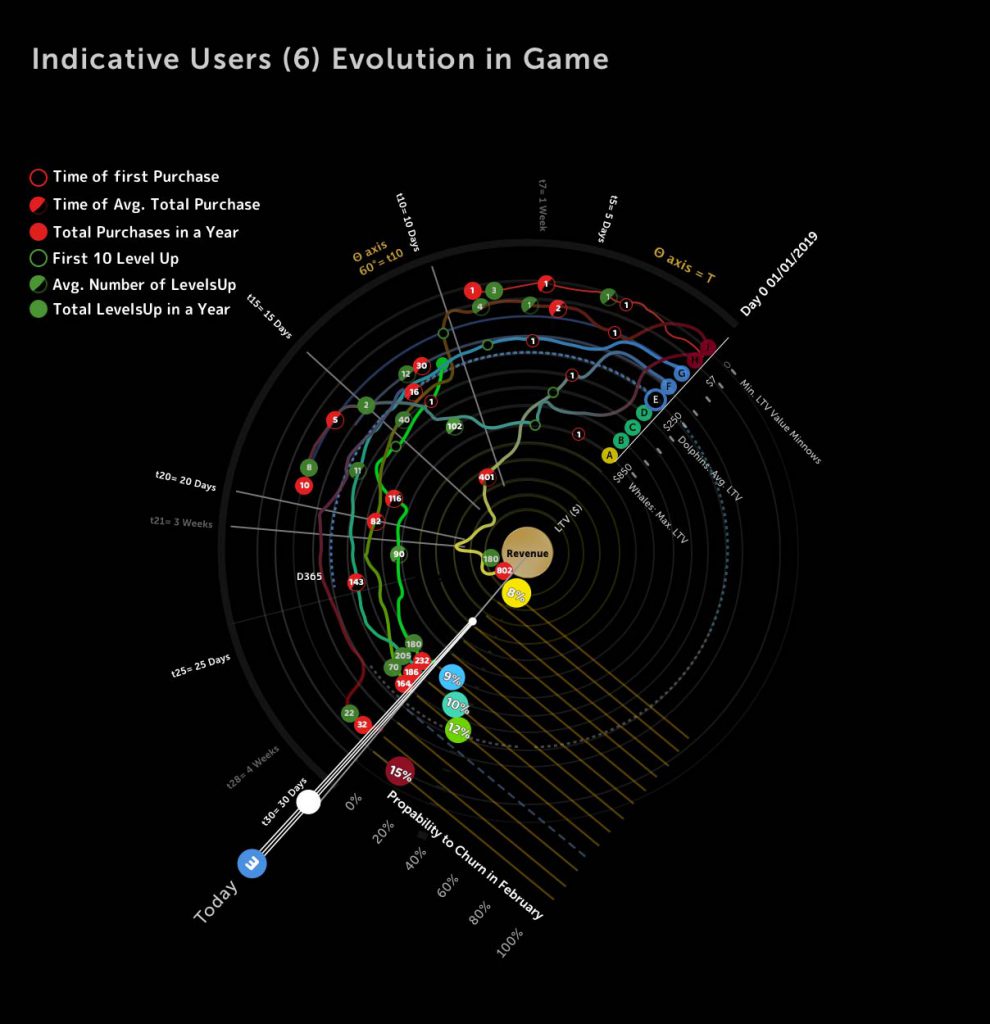 Indicative Users (6) Evolution in Game
Time of first Purchase
Time of Avg. Total Purchase
Total Purchases in a Year
First 10 Level Up
Avg. Number of LevelsUp
Total LevelsUp in a Year
Θ axis
60°= t10
t10= 10 Days
t7= 1 Week
t5= 5 Days
Θ axis = T
Day 0 01/01/2019
t15= 15 Days
t20= 20 Days
t21= 3 Weeks
D365
t25= 25 Days
t28= 4 Weeks
t30= 30 Days
Today
E
1
3
1
1
1
4
1
2
1
1
12
30
16
1
1
5
2
40
102
1
8
10
11
401
116
82
90
143
180
802
180
205
232
70
186
164
22
32
I
H
G
F
E
D
C
B
A
0
$5
$250
$850
Min. LTV Value Minnows
Dolphins: Avg. LTV
Whales: Max. LTV
LTV ($)
Revenue
8%
9%
10%
12%
15%
Propability to Churn in February
0%
20%
40%
60%
80%
100%